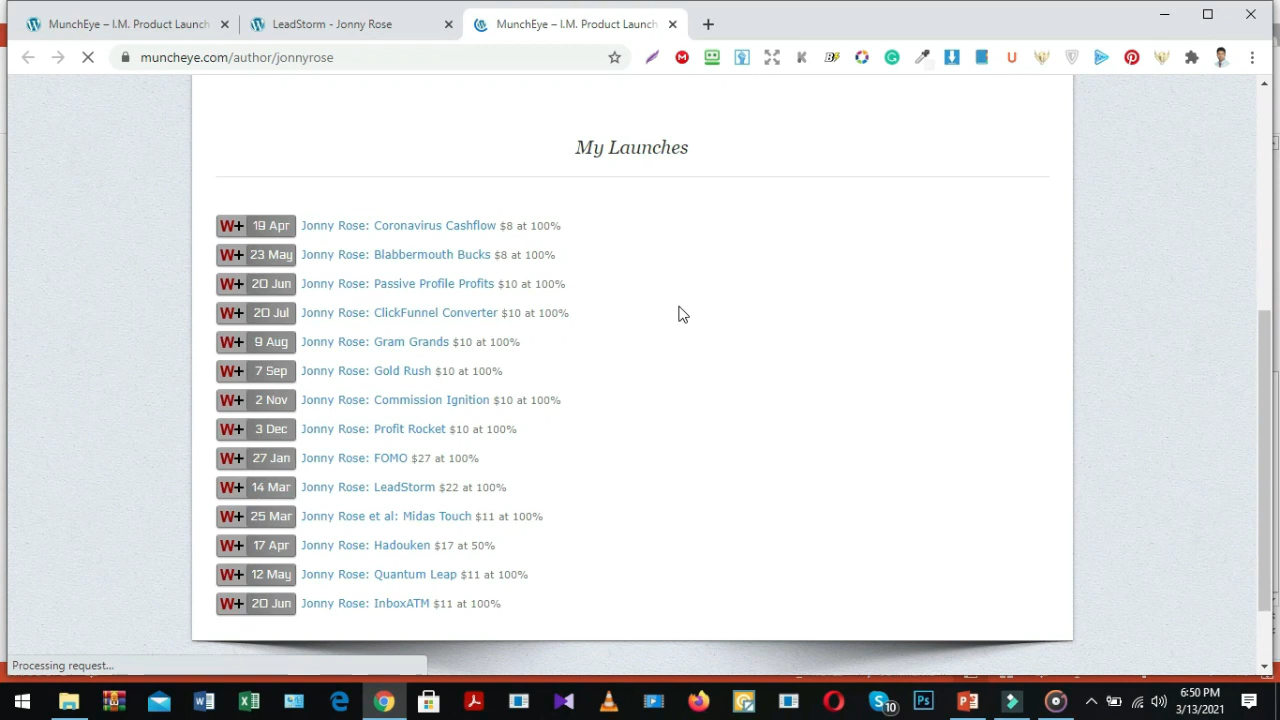 MunchEye – I.M. Product Launch
LeadStorm - Jonny Rose
MunchEye – I.M. Product Launch
muncheye.com/author/jonnyrose
My Launches
W+ 19 Apr Jonny Rose: Coronavirus Cashflow $8 at 100%
W+ 23 May Jonny Rose: Blabbermouth Bucks $8 at 100%
W+ 20 Jun Jonny Rose: Passive Profile Profits $10 at 100%
W+ 20 Jul Jonny Rose: ClickFunnel Converter $10 at 100%
W+ 9 Aug Jonny Rose: Gram Grands $10 at 100%
W+ 7 Sep Jonny Rose: Gold Rush $10 at 100%
W+ 2 Nov Jonny Rose: Commission Ignition $10 at 100%
W+ 3 Dec Jonny Rose: Profit Rocket $10 at 100%
W+ 27 Jan Jonny Rose: FOMO $27 at 100%
W+ 14 Mar Jonny Rose: LeadStorm $22 at 100%
W+ 25 Mar Jonny Rose et al: Midas Touch $11 at 100%
W+ 17 Apr Jonny Rose: Hadouken $17 at 50%
W+ 12 May Jonny Rose: Quantum Leap $11 at 100%
W+ 20 Jun Jonny Rose: InboxATM $11 at 100%
Processing request...
10
6:50 PM
3/13/2021